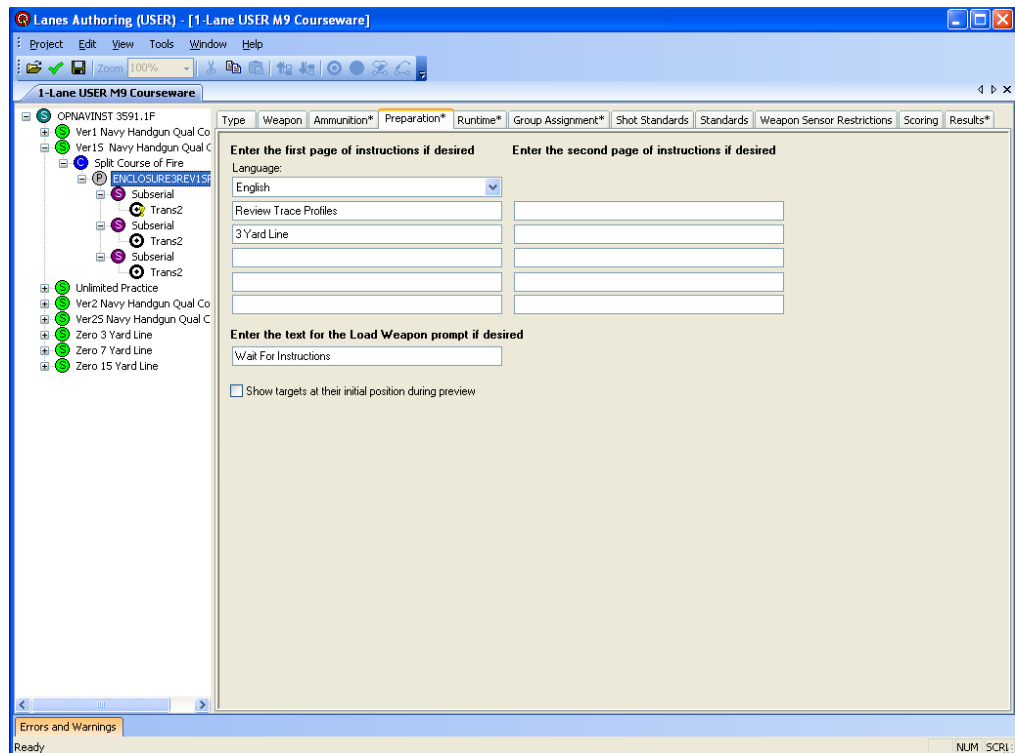 Lanes Authoring (USER) - [1-Lane USER M9 Courseware]
Project Edit View Tools Window Help
Zoom 100%
1-Lane USER M9 Courseware
OPNAVINST 3591.1F
Ver1 Navy Handgun Qual Co
Ver1S Navy Handgun Qual C
Split Course of Fire
ENCLOSURE3REV1SF
Subserial
Trans2
Subserial
Trans2
Subserial
Trans2
Unlimited Practice
Ver2 Navy Handgun Qual Co
Ver2S Navy Handgun Qual C
Zero 3 Yard Line
Zero 7 Yard Line
Zero 15 Yard Line
Type Weapon Ammunition* Preparation* Runtime* Group Assignment* Shot Standards Standards Weapon Sensor Restrictions Scoring Results*
Enter the first page of instructions if desired Enter the second page of instructions if desired
Language:
English
Review Trace Profiles
3 Yard Line
Enter the text for the Load Weapon prompt if desired
Wait For Instructions
Show targets at their initial position during preview
Errors and Warnings
Ready NUM SCRL